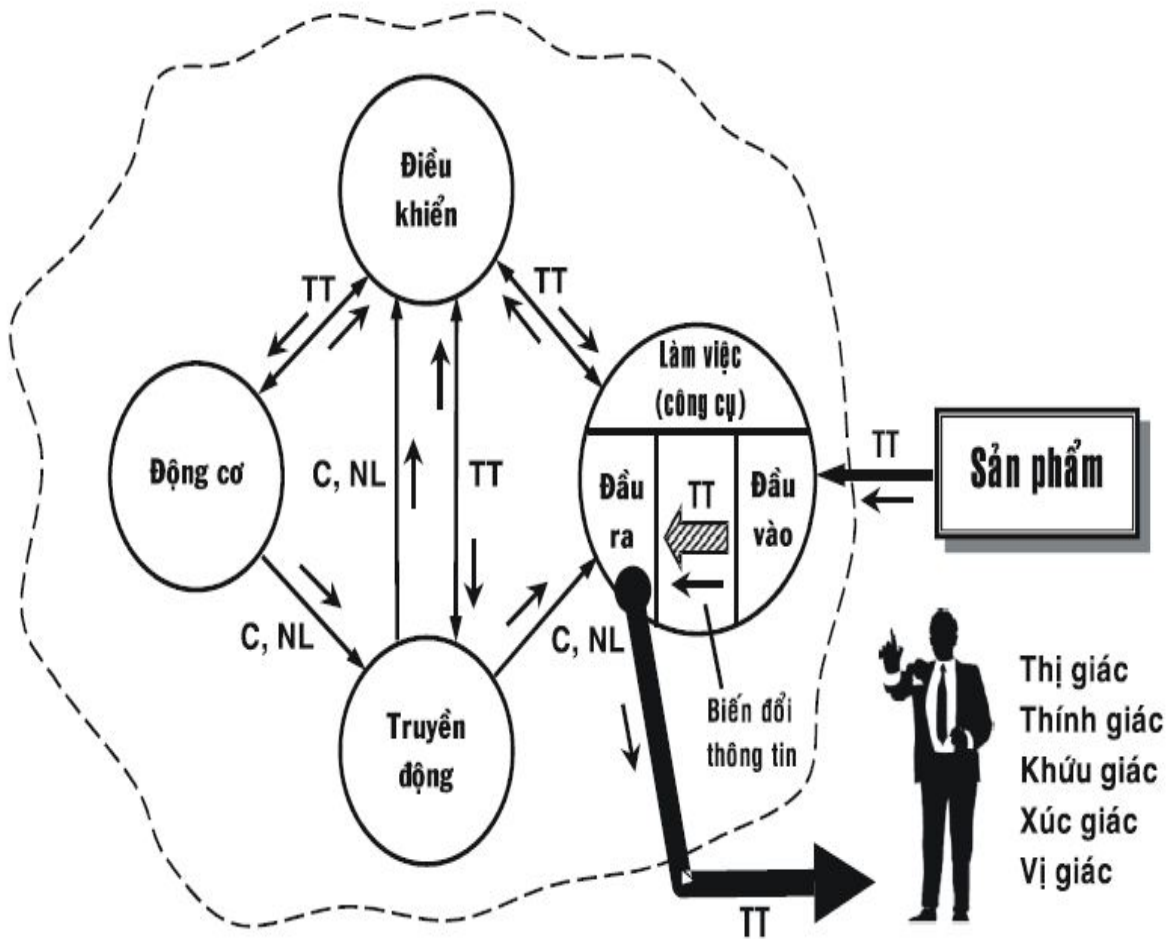 Điều
khiển
TT
TT
Làm việc
(công cụ)
TT
Sản phẩm
Động cơ
C, NL
TT
Đầu
ra
TT
Đầu
vào
C, NL
C, NL
Truyền
động
Biến đổi
thông tin
Thị giác
Thính giác
Khứu giác
Xúc giác
Vị giác
TT